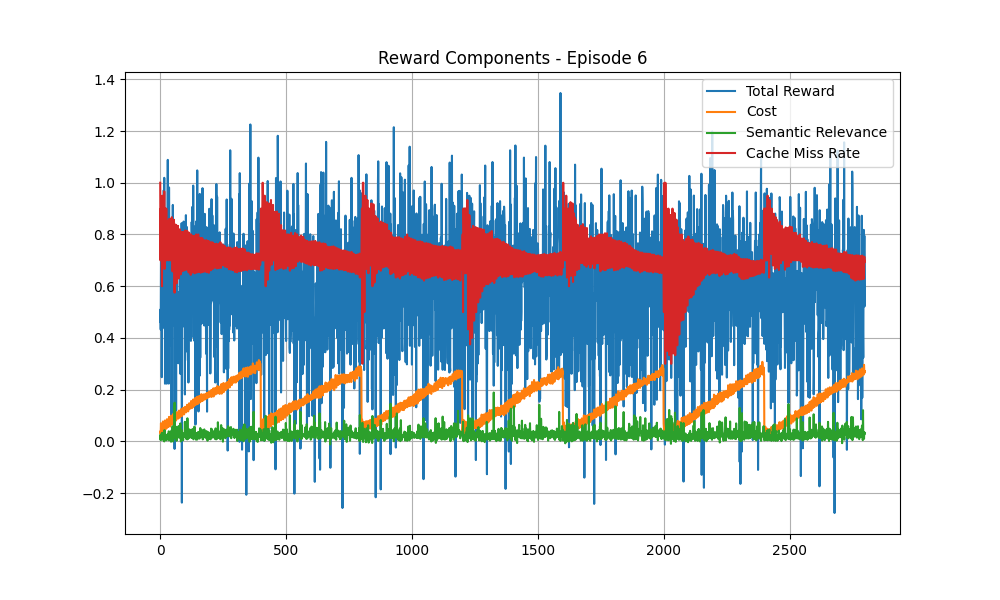 Reward Components - Episode 6
1.4
1.2
1.0
0.8
0.6
0.4
0.2
0.0
−0.2
Total Reward
Cost
Semantic Relevance
Cache Miss Rate
0 500 1000 1500 2000 2500